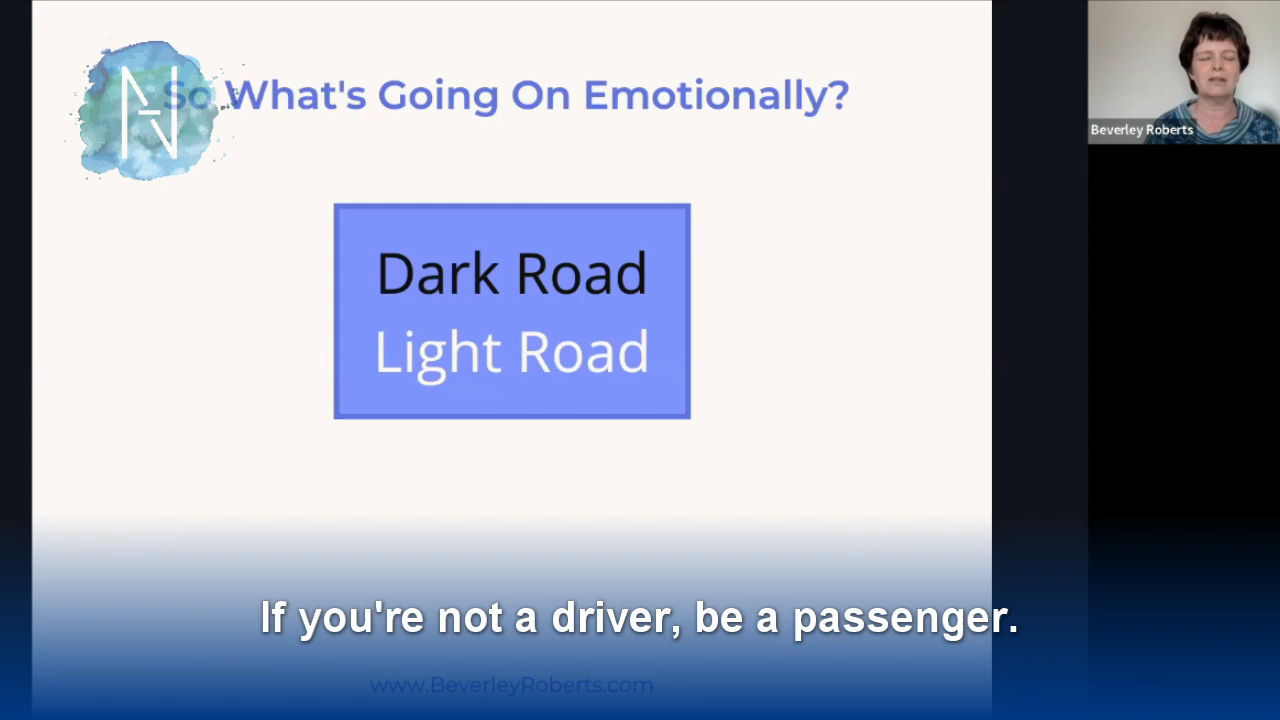 So What's Going On Emotionally?
Beverley Roberts
Dark Road
Light Road
If you're not a driver, be a passenger.
www.BeverleyRoberts.com